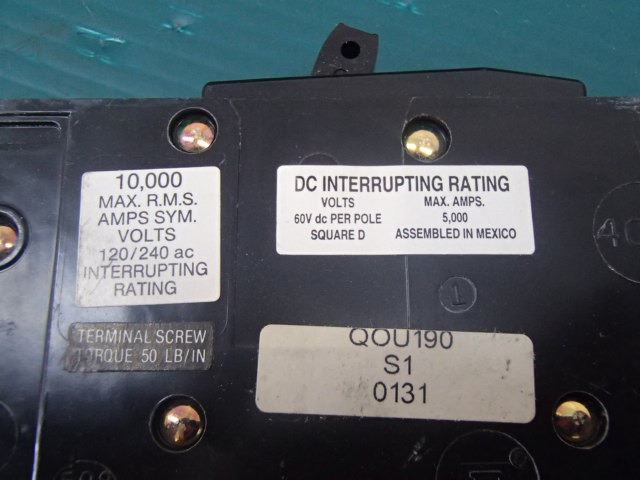 10,000
MAX. R.M.S.
AMPS SYM.
VOLTS
120/240 ac
INTERRUPTING
RATING
TERMINAL SCREW
TORQUE 50 LB/IN
DC INTERRUPTING RATING
VOLTS MAX. AMPS.
60V dc PER POLE 5,000
SQUARE D ASSEMBLED IN MEXICO
1
QOU190
S1
0131